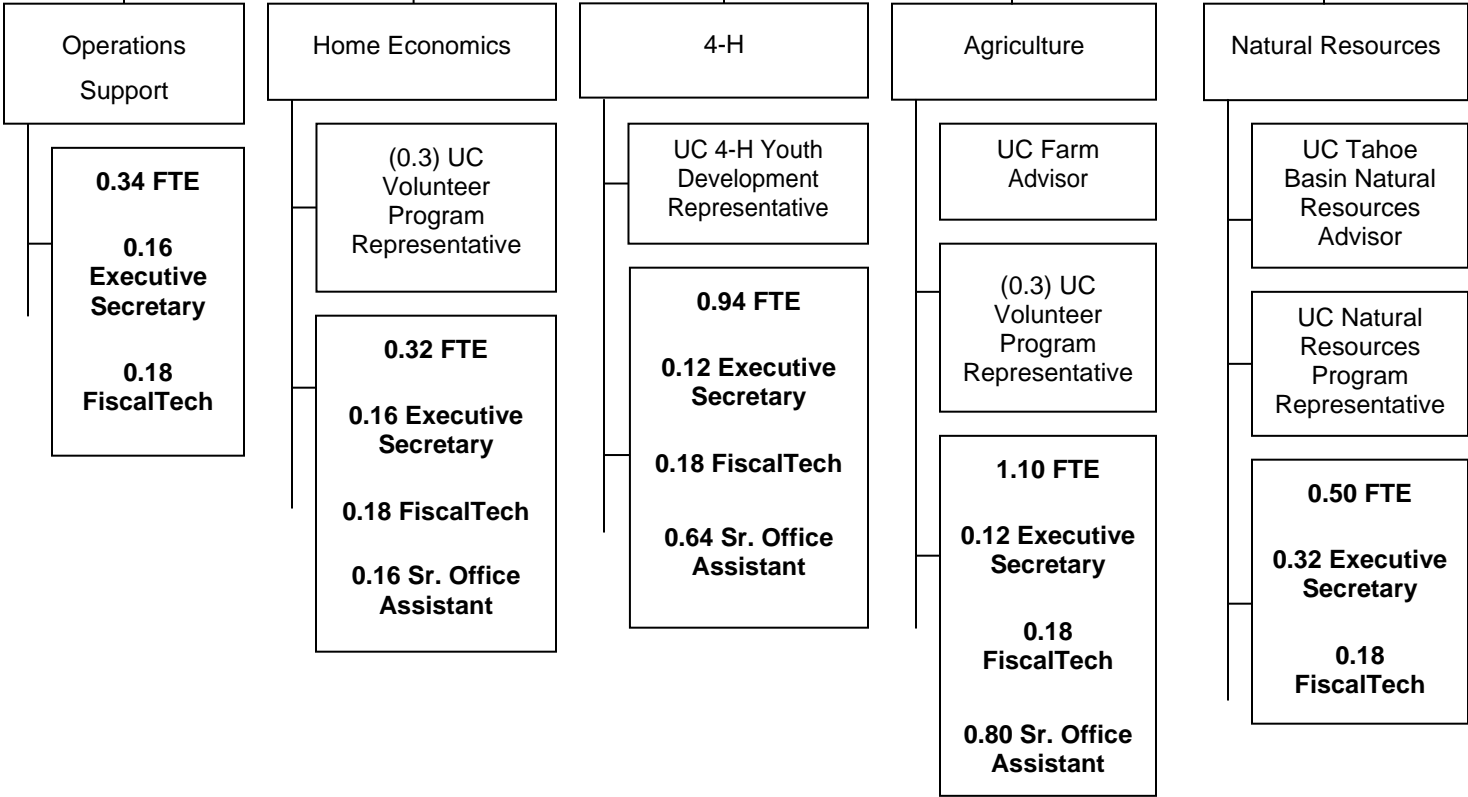 Operations
Support
0.34 FTE
0.16
Executive
Secretary
0.18
FiscalTech
Home Economics
(0.3) UC
Volunteer
Program
Representative
0.32 FTE
0.16 Executive
Secretary
0.18 FiscalTech
0.16 Sr. Office
Assistant
4-H
UC 4-H Youth
Development
Representative
0.94 FTE
0.12 Executive
Secretary
0.18 FiscalTech
0.64 Sr. Office
Assistant
Agriculture
UC Farm
Advisor
(0.3) UC
Volunteer
Program
Representative
1.10 FTE
0.12 Executive
Secretary
0.18
FiscalTech
0.80 Sr. Office
Assistant
Natural Resources
UC Tahoe
Basin Natural
Resources
Advisor
UC Natural
Resources
Program
Representative
0.50 FTE
0.32 Executive
Secretary
0.18
FiscalTech